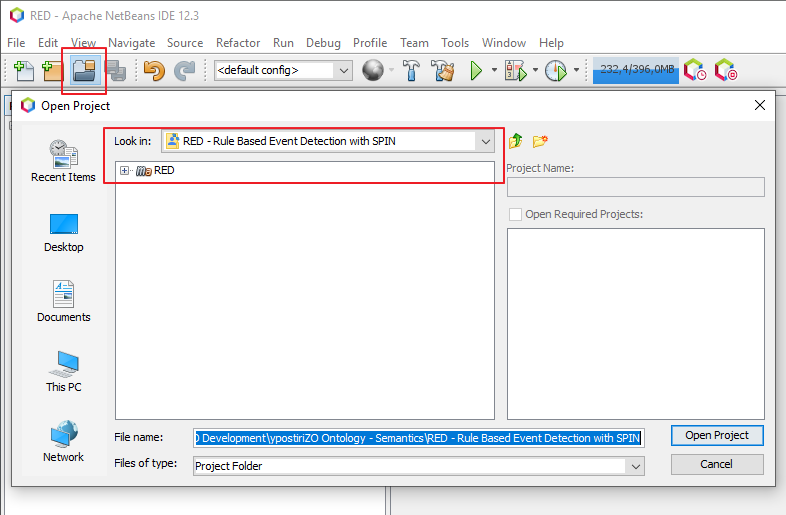 RED - Apache NetBeans IDE 12.3
File Edit View Navigate Source Refactor Run Debug Profile Team Tools Window Help
<default config>
232,4/396,0MB
Open Project
Look in:
RED - Rule Based Event Detection with SPIN
RED
Recent Items
Desktop
Documents
This PC
Network
Project Name:
Open Required Projects:
File name:
Development\ypostiriZO Ontology - Semantics\RED - Rule Based Event Detection with SPIN
Open Project
Files of type:
Project Folder
Cancel